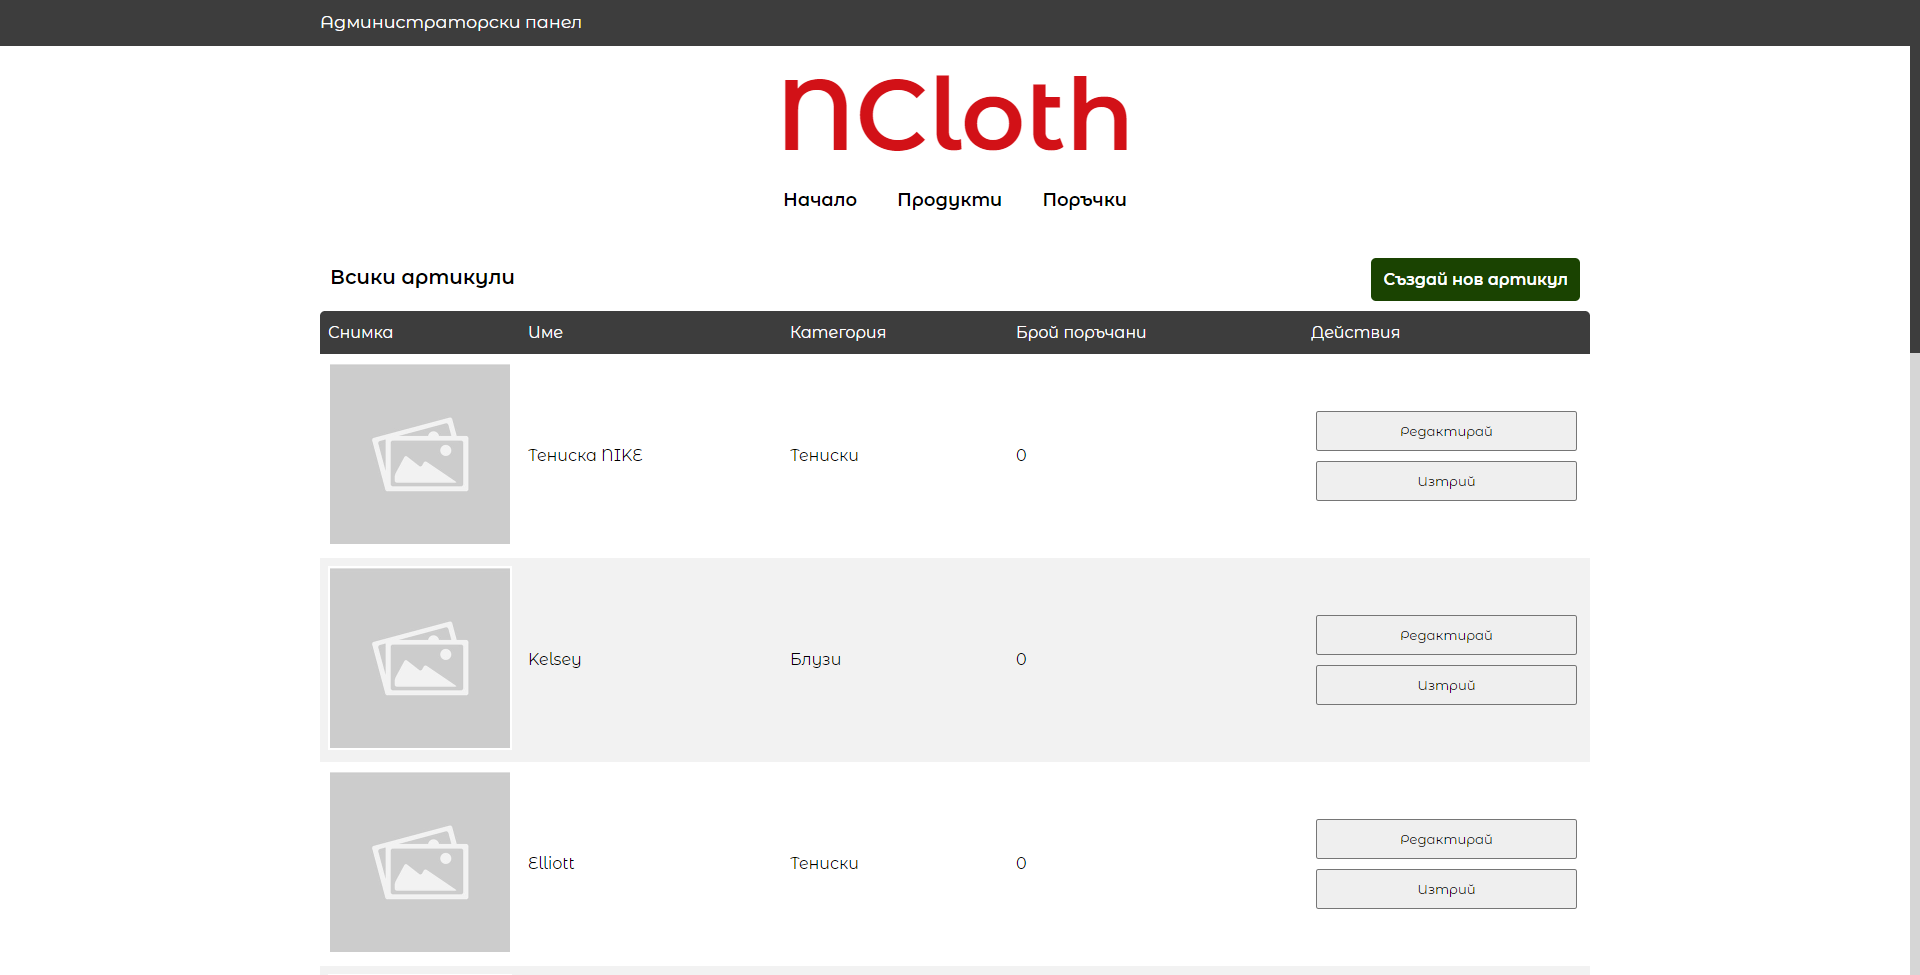 Администраторски панел
NCloth
Начало Продукти Поръчки
Всики артикули
Създай нов артикул
Снимка Име Категория Брой поръчани Действия
Тениска NIKE Тениски 0
Редактирай
Изтрий
Kelsey Блузи 0
Редактирай
Изтрий
Elliott Тениски 0
Редактирай
Изтрий